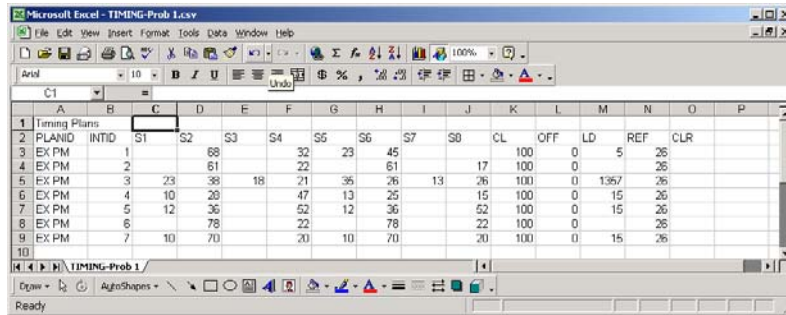 Microsoft Excel - TIMING-Prob 1.csv
File Edit View Insert Format Tools Data Window Help
100%
Arial 10 B I U $ % ,
Undo
C1 =
A B C D E F G H I J K L M N O P
1 Timing Plans
2 PLANID INTID S1 S2 S3 S4 S5 S6 S7 S8 CL OFF LD REF CLR
3 EX PM 1 68 32 23 45 100 0 5 26
4 EX PM 2 61 22 61 17 100 0 26
5 EX PM 3 23 38 18 21 35 26 13 26 100 0 1357 26
6 EX PM 4 10 28 47 13 25 15 100 0 15 26
7 EX PM 5 12 36 52 12 36 52 100 0 15 26
8 EX PM 6 78 22 78 22 100 0 26
9 EX PM 7 10 70 20 10 70 20 100 0 15 26
10
TIMING-Prob 1
Draw AutoShapes
Ready